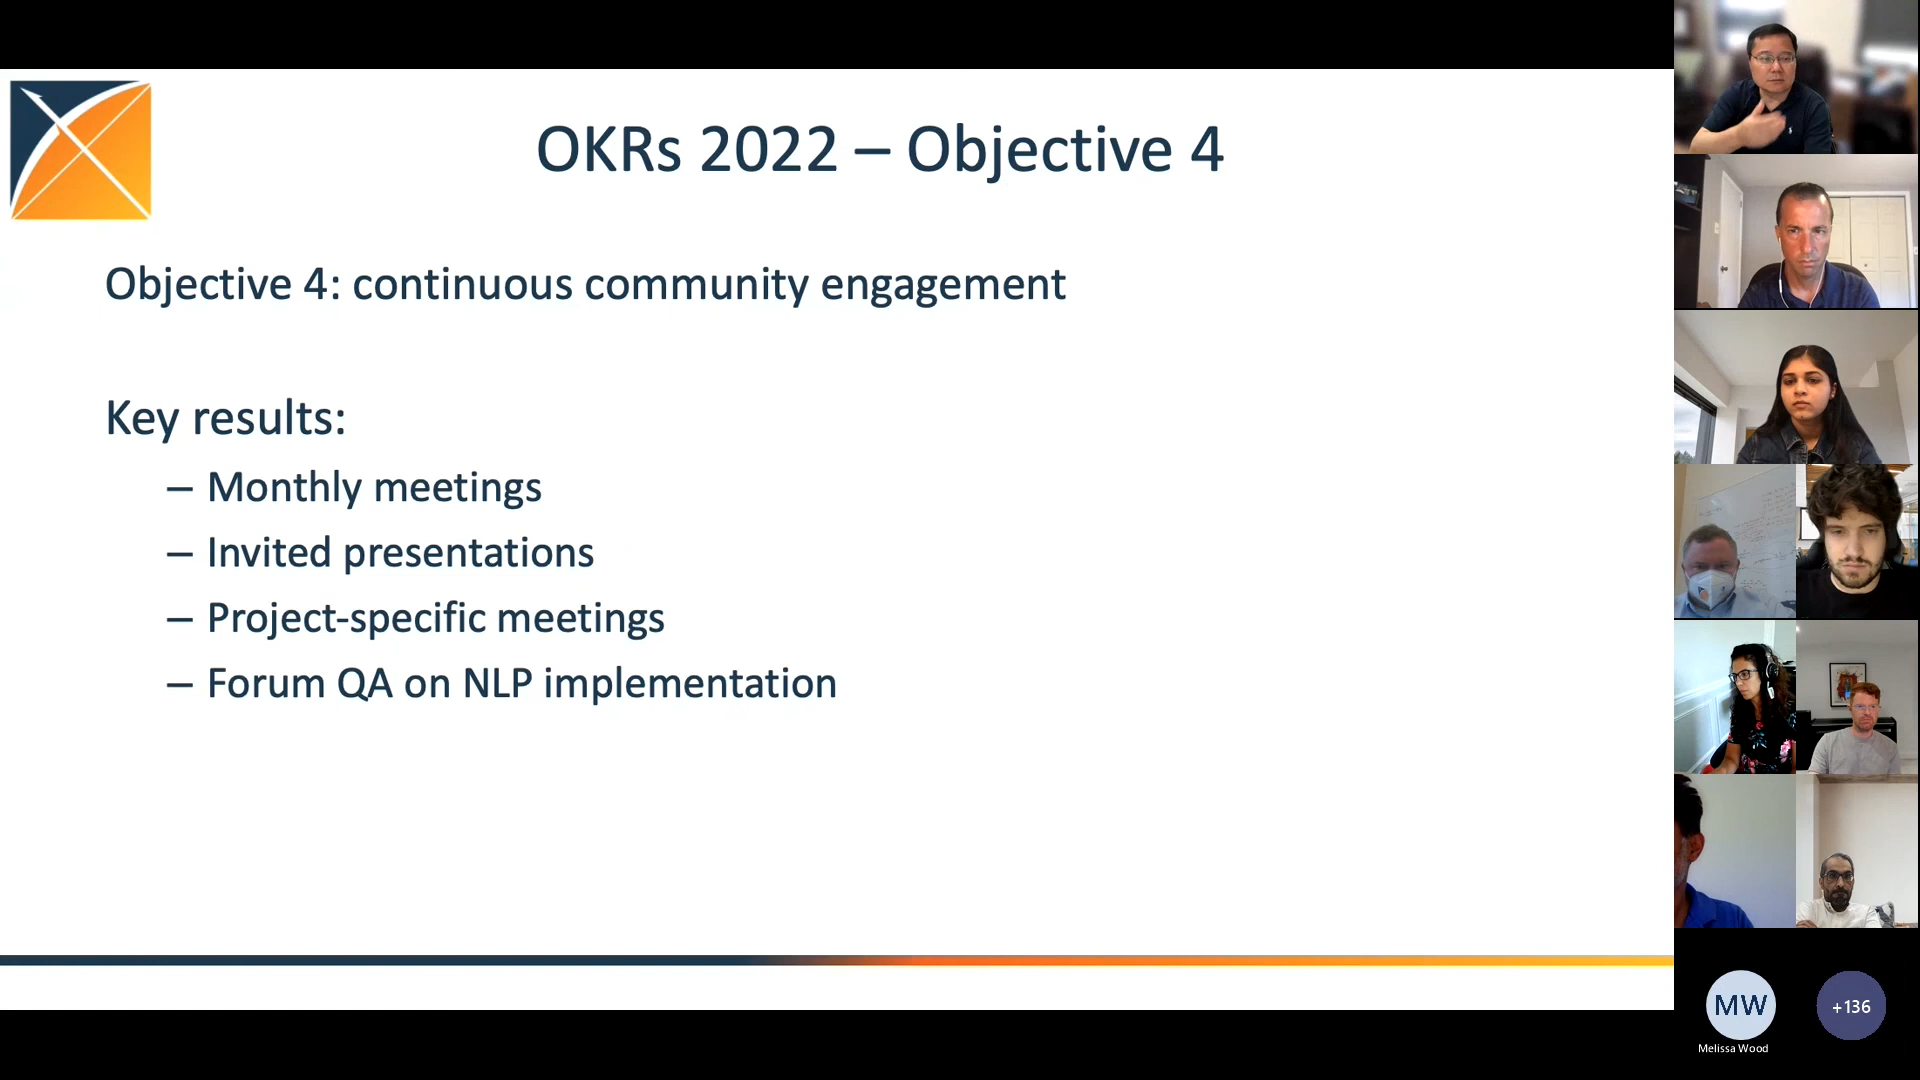 OKRs 2022 – Objective 4
Objective 4: continuous community engagement
Key results:
– Monthly meetings
– Invited presentations
– Project-specific meetings
– Forum QA on NLP implementation
MW
+136
Melissa Wood